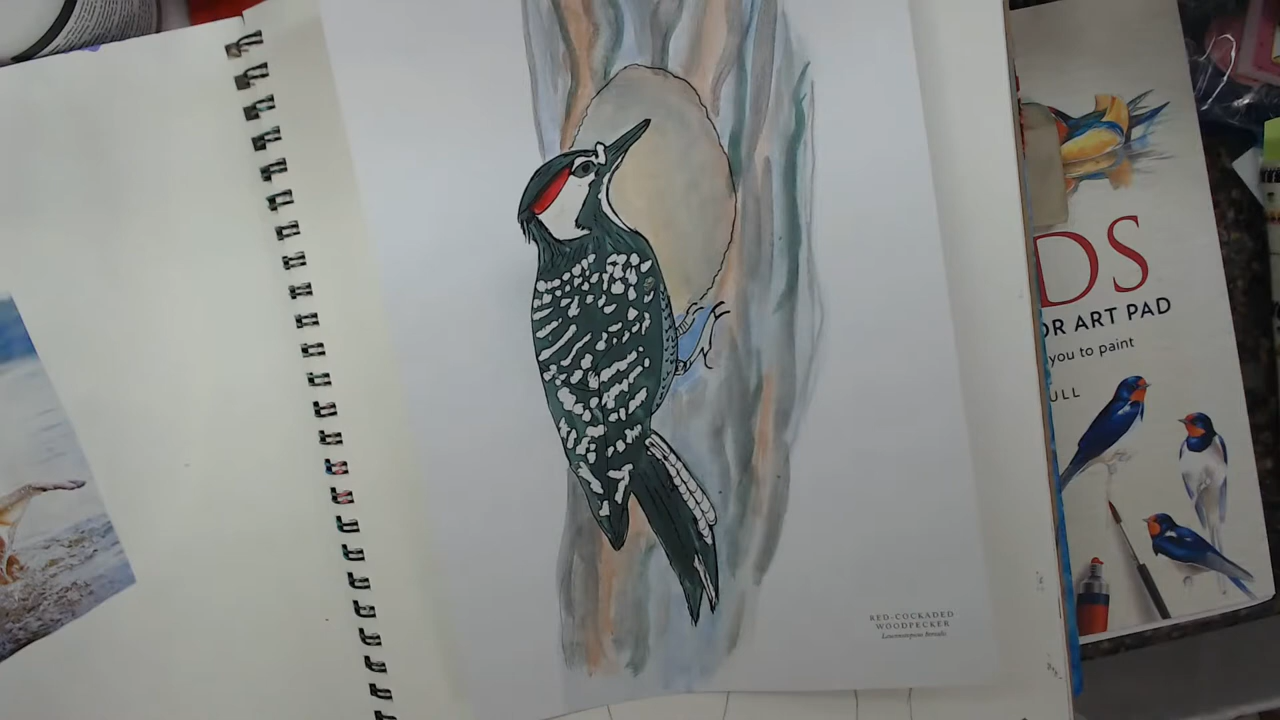 DS
OR ART PAD
you to paint
ULL
RED-COCKADED
WOODPECKER